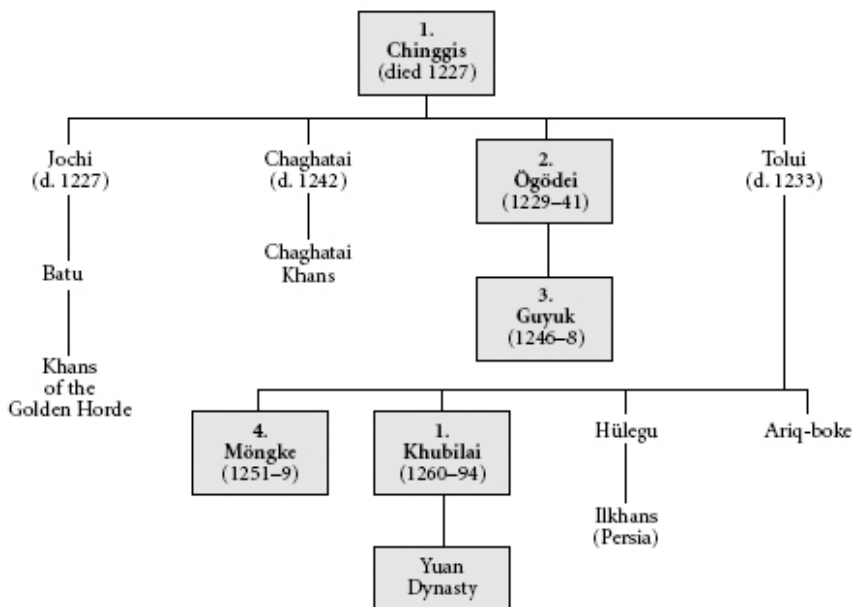 1.
Chinggis
(died 1227)
Jochi
(d. 1227)
Chaghatai
(d. 1242)
2.
Ögödei
(1229–41)
Tolui
(d. 1233)
Batu
Chaghatai
Khans
3.
Guyuk
(1246–8)
Khans
of the
Golden Horde
4.
Möngke
(1251–9)
1.
Khubilai
(1260–94)
Hülegu
Ariq-boke
Ilkhans
(Persia)
Yuan
Dynasty